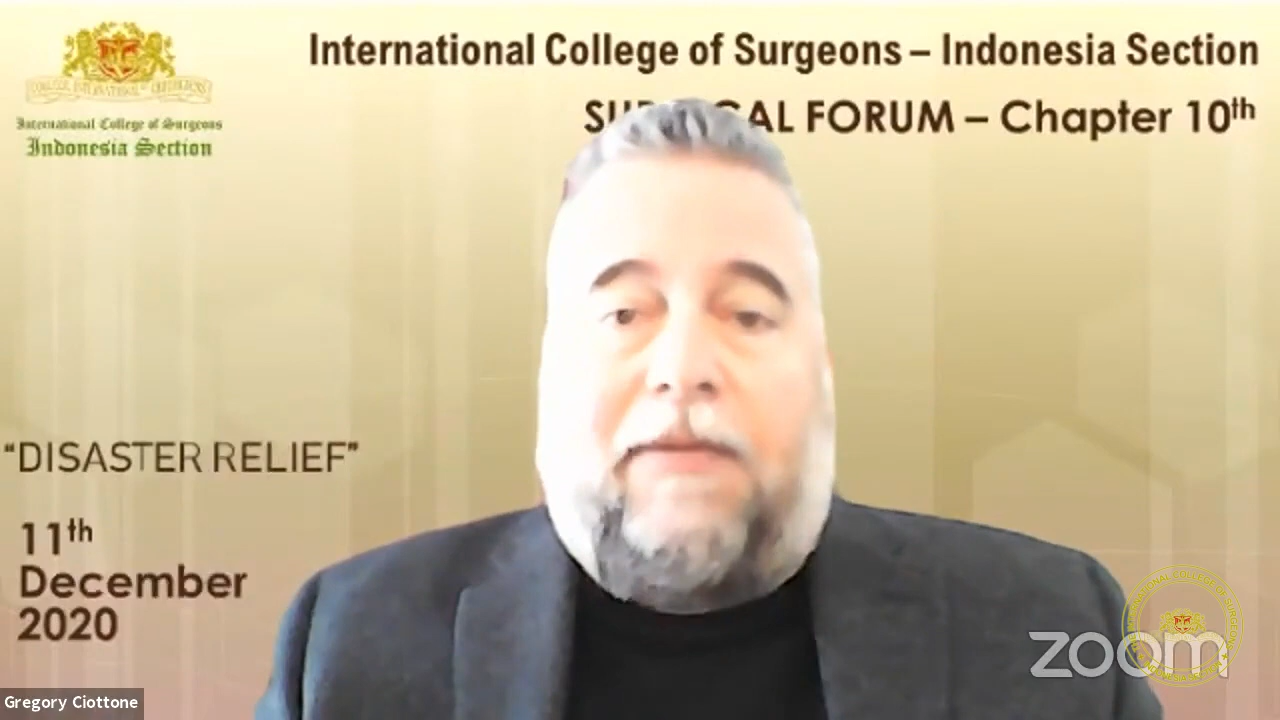 International College of Surgeons – Indonesia Section
SURGICAL FORUM – Chapter 10th
International College of Surgeons
Indonesia Section
“DISASTER RELIEF”
11th
December
2020
zoom
Gregory Ciottone